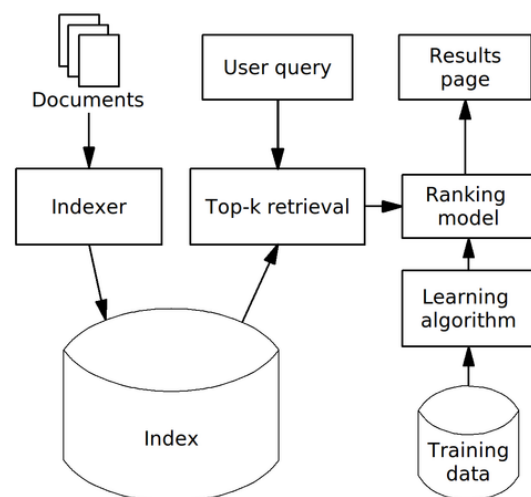 Documents
User query
Results
page
Indexer
Top-k retrieval
Ranking
model
Learning
algorithm
Index
Training
data